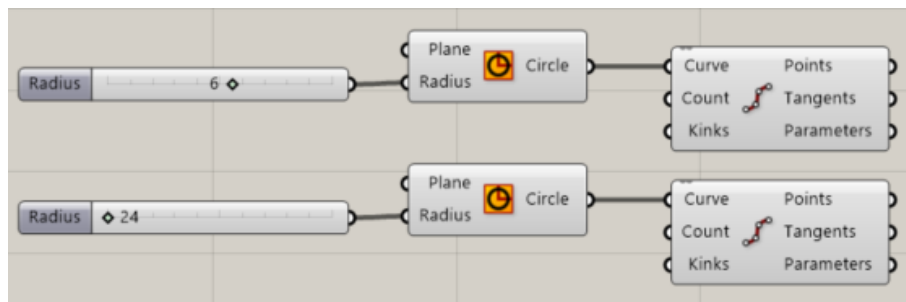 Plane
Radius 6 Radius Circle Curve Points
Count Tangents
Kinks Parameters
Plane
Radius 24 Radius Circle Curve Points
Count Tangents
Kinks Parameters